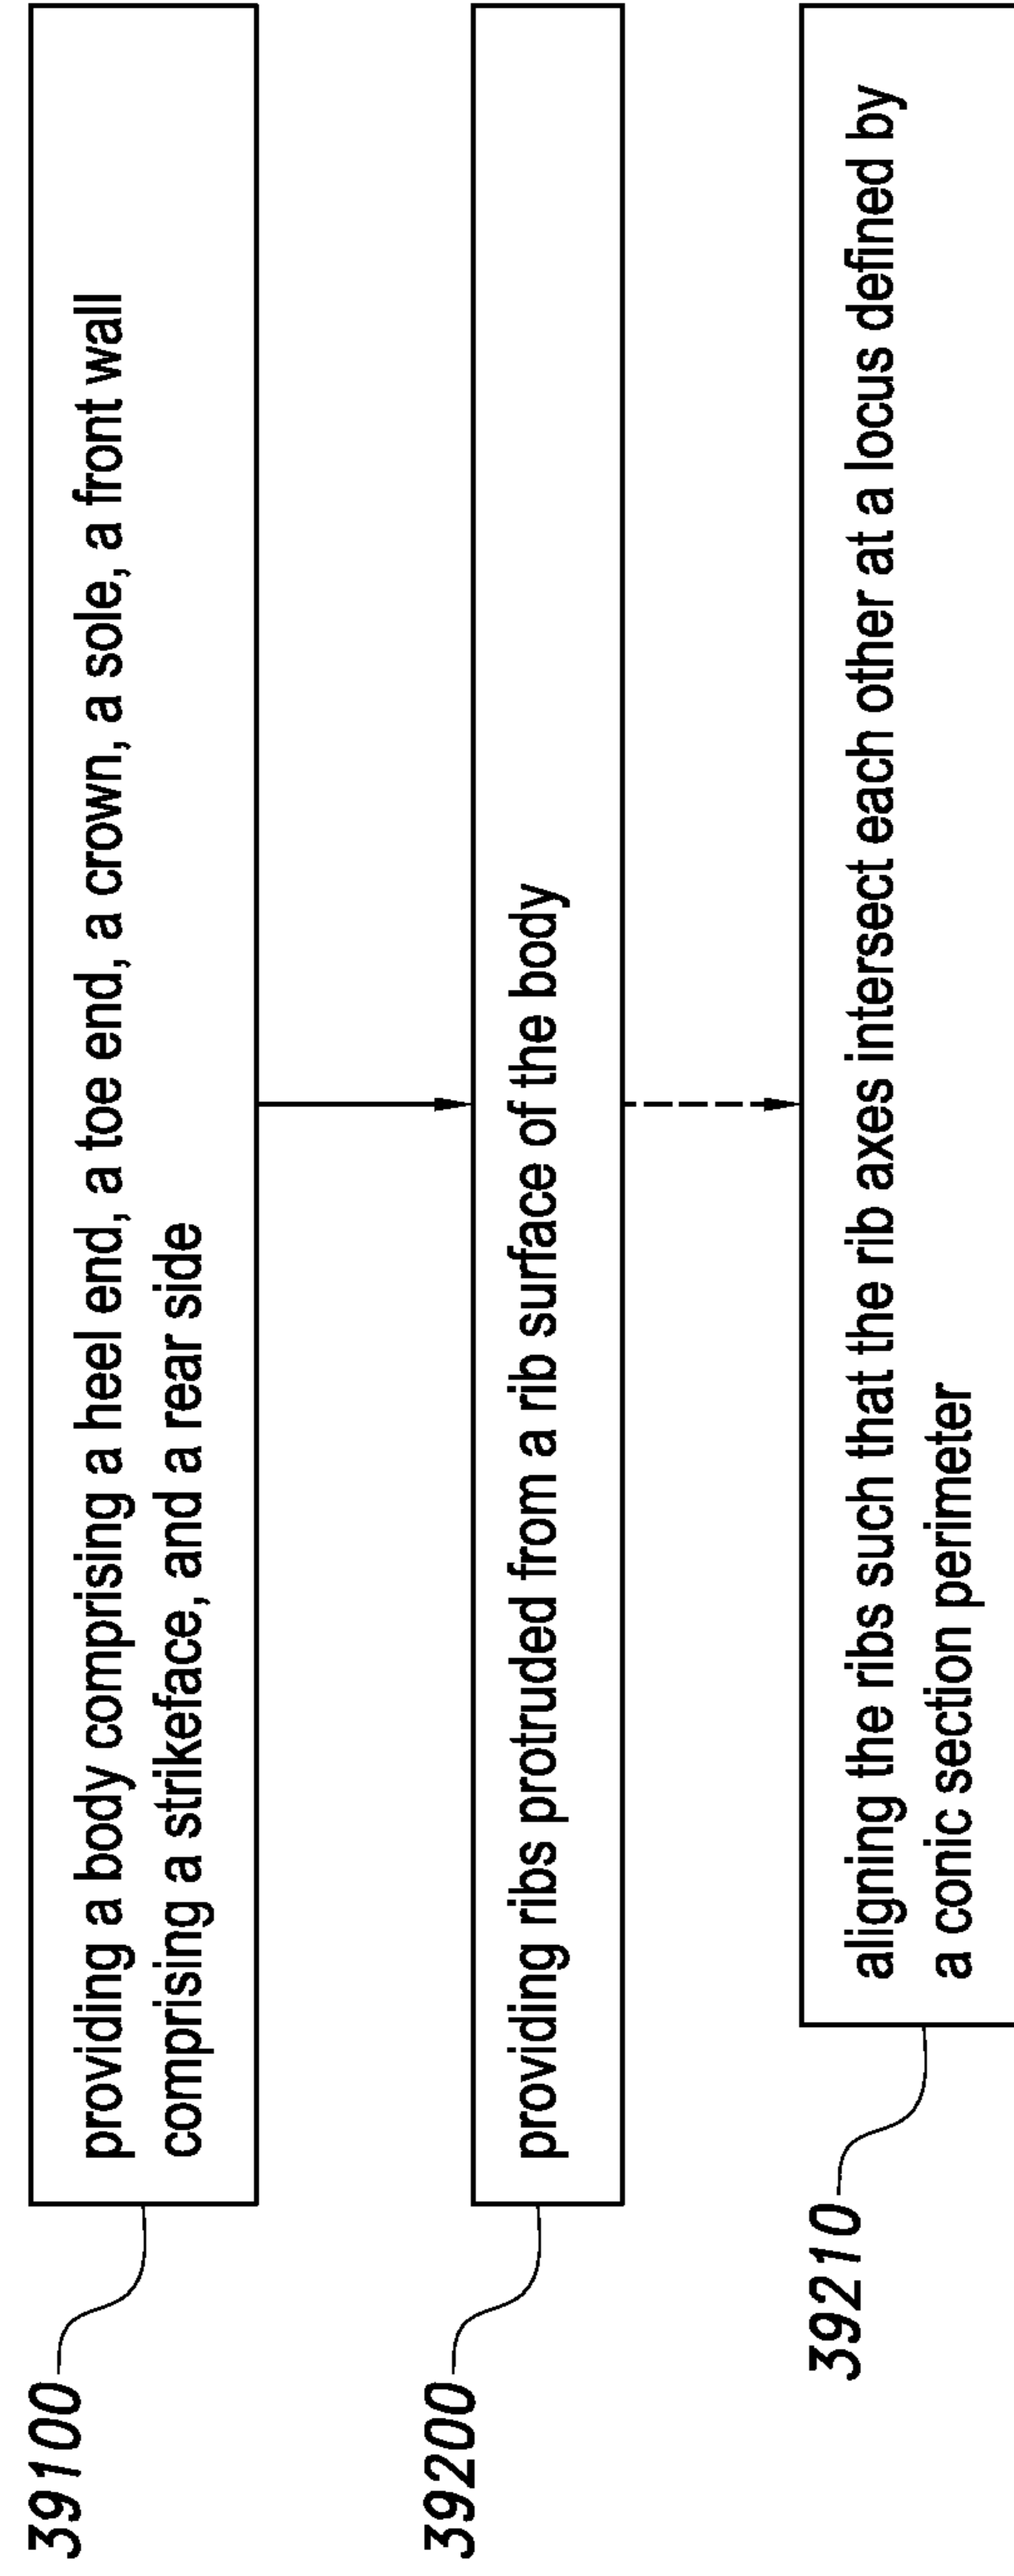 39100
providing a body comprising a heel end, a toe end, a crown, a sole, a front wall
comprising a strikeface, and a rear side
39200
providing ribs protruded from a rib surface of the body
39210
aligning the ribs such that the rib axes intersect each other at a locus defined by
a conic section perimeter